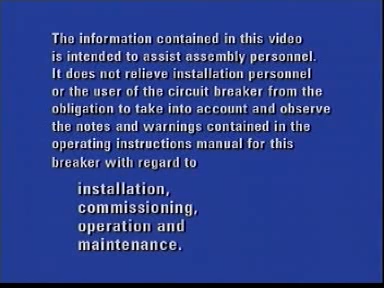 The information contained in this video
is intended to assist assembly personnel.
It does not relieve installation personnel
or the user of the circuit breaker from the
obligation to take into account and observe
the notes and warnings contained in the
operating instructions manual for this
breaker with regard to
installation,
commissioning,
operation and
maintenance.